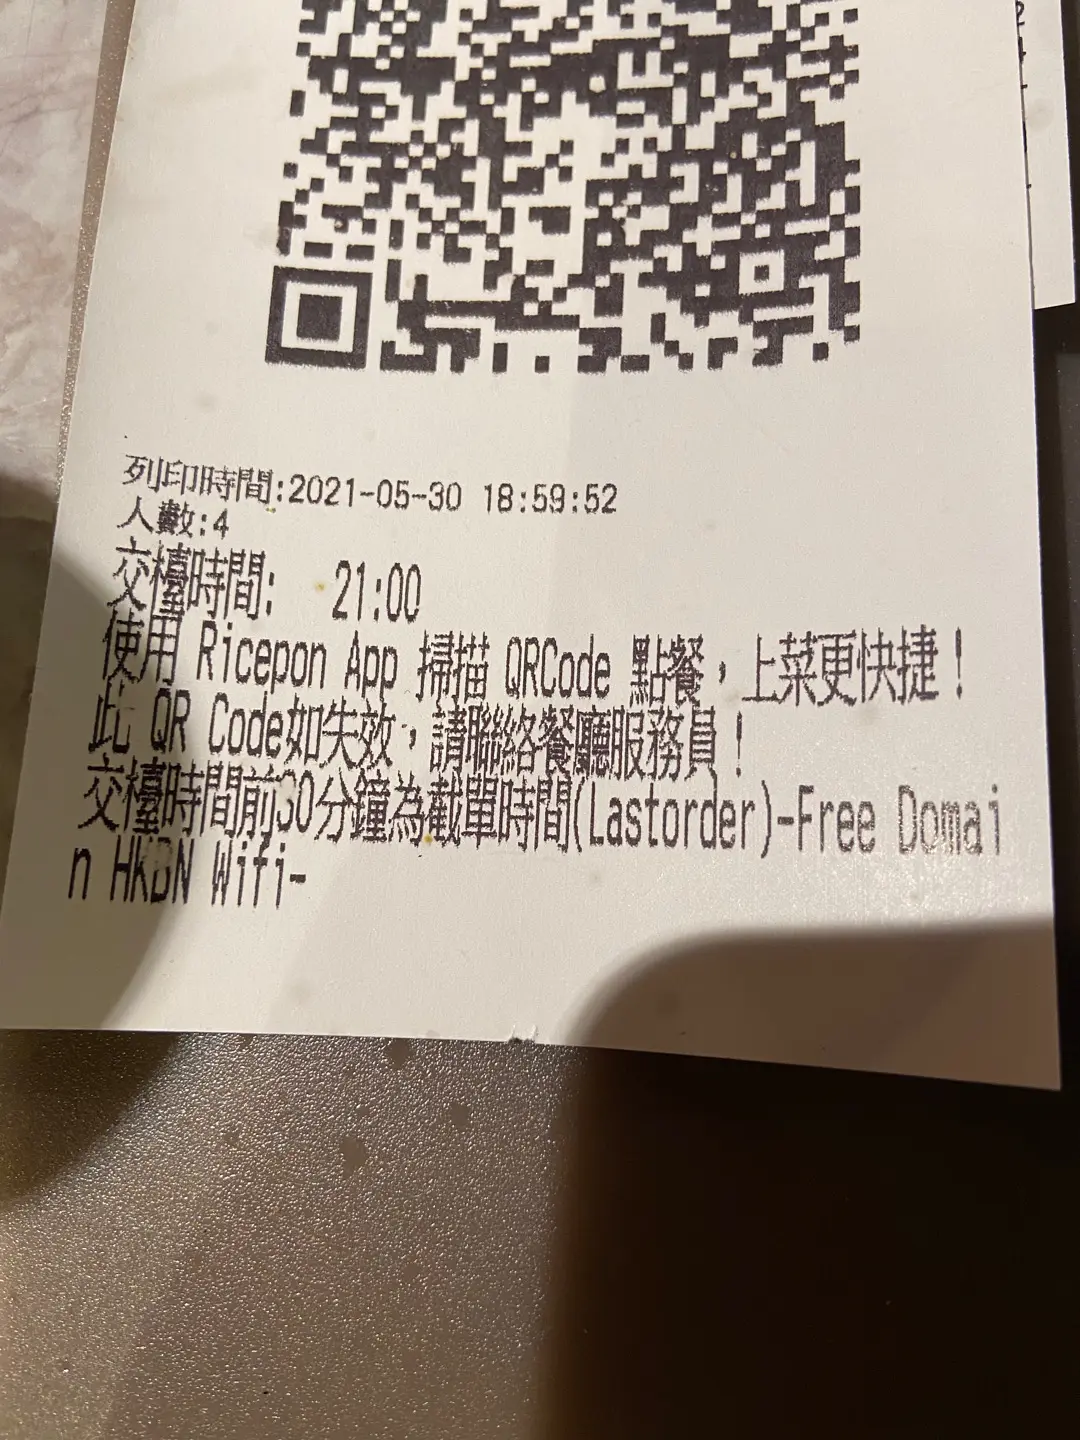 列印時間:2021-05-30 18:59:52
人數:4
交檯時間: 21:00
使用 Ricepon App 掃描 QRCode 點餐，上菜更快捷！
此 QR Code如失效，請聯絡餐廳服務員！
交檯時間前30分鐘為截單時間(Lastorder)-Free Domai
n HKBN Wifi-